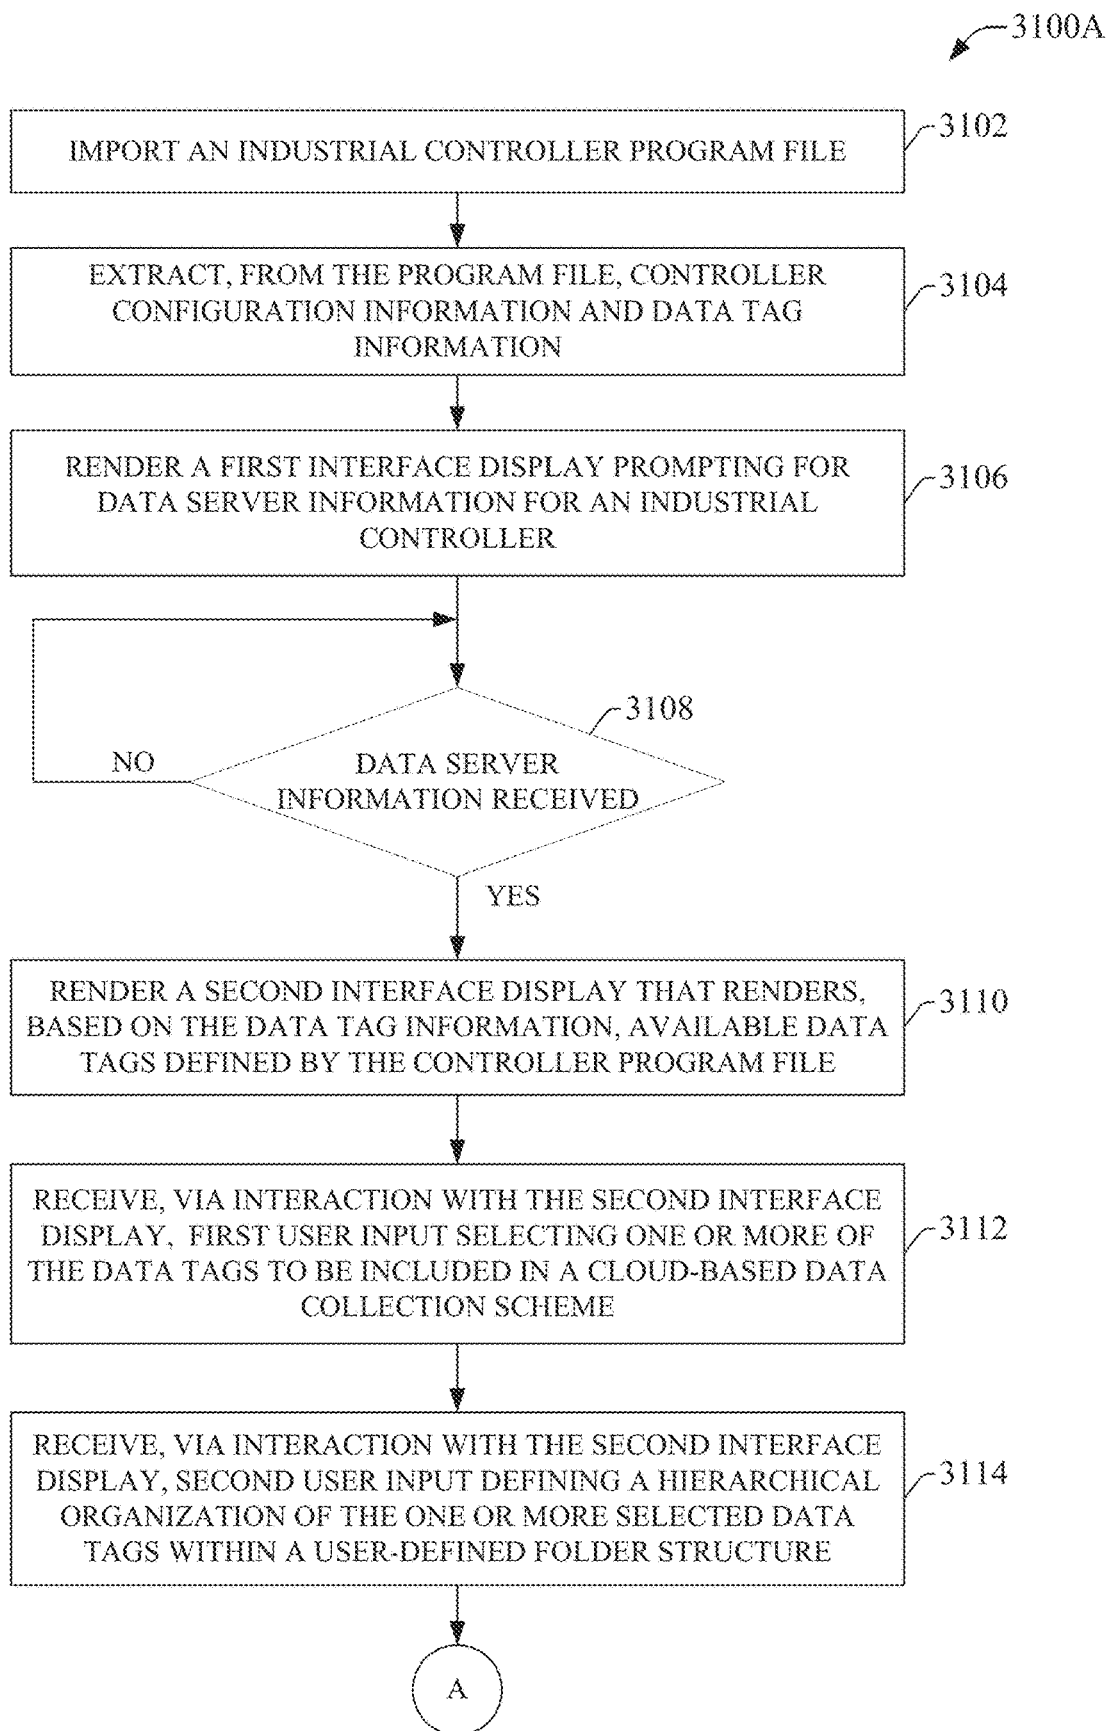 3100A
IMPORT AN INDUSTRIAL CONTROLLER PROGRAM FILE
3102
EXTRACT, FROM THE PROGRAM FILE, CONTROLLER
CONFIGURATION INFORMATION AND DATA TAG
INFORMATION
3104
RENDER A FIRST INTERFACE DISPLAY PROMPTING FOR
DATA SERVER INFORMATION FOR AN INDUSTRIAL
CONTROLLER
3106
3108
NO
DATA SERVER
INFORMATION RECEIVED
YES
RENDER A SECOND INTERFACE DISPLAY THAT RENDERS,
BASED ON THE DATA TAG INFORMATION, AVAILABLE DATA
TAGS DEFINED BY THE CONTROLLER PROGRAM FILE
3110
RECEIVE, VIA INTERACTION WITH THE SECOND INTERFACE
DISPLAY, FIRST USER INPUT SELECTING ONE OR MORE OF
THE DATA TAGS TO BE INCLUDED IN A CLOUD-BASED DATA
COLLECTION SCHEME
3112
RECEIVE, VIA INTERACTION WITH THE SECOND INTERFACE
DISPLAY, SECOND USER INPUT DEFINING A HIERARCHICAL
ORGANIZATION OF THE ONE OR MORE SELECTED DATA
TAGS WITHIN A USER-DEFINED FOLDER STRUCTURE
3114
A